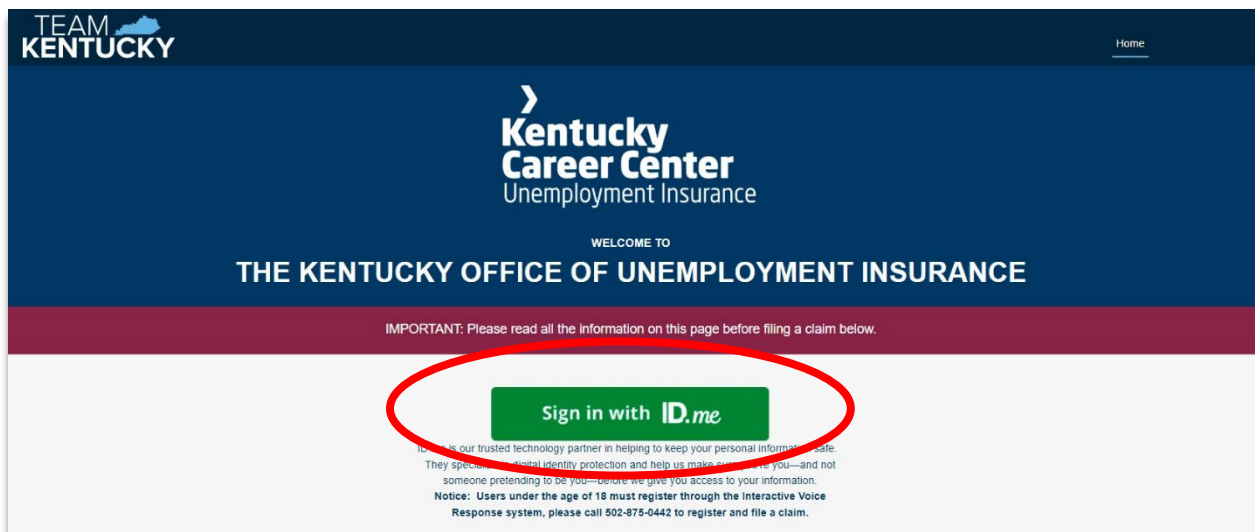 TEAM
KENTUCKY
Home
Kentucky
Career Center
Unemployment Insurance
WELCOME TO
THE KENTUCKY OFFICE OF UNEMPLOYMENT INSURANCE
IMPORTANT: Please read all the information on this page before filing a claim below.
Sign in with ID.me
is our trusted technology partner in helping to keep your personal information safe.
They specialize digital identity protection and help us make sure you—and not
someone pretending to be you—before we give you access to your information.
Notice: Users under the age of 18 must register through the Interactive Voice
Response system, please call 502-875-0442 to register and file a claim.